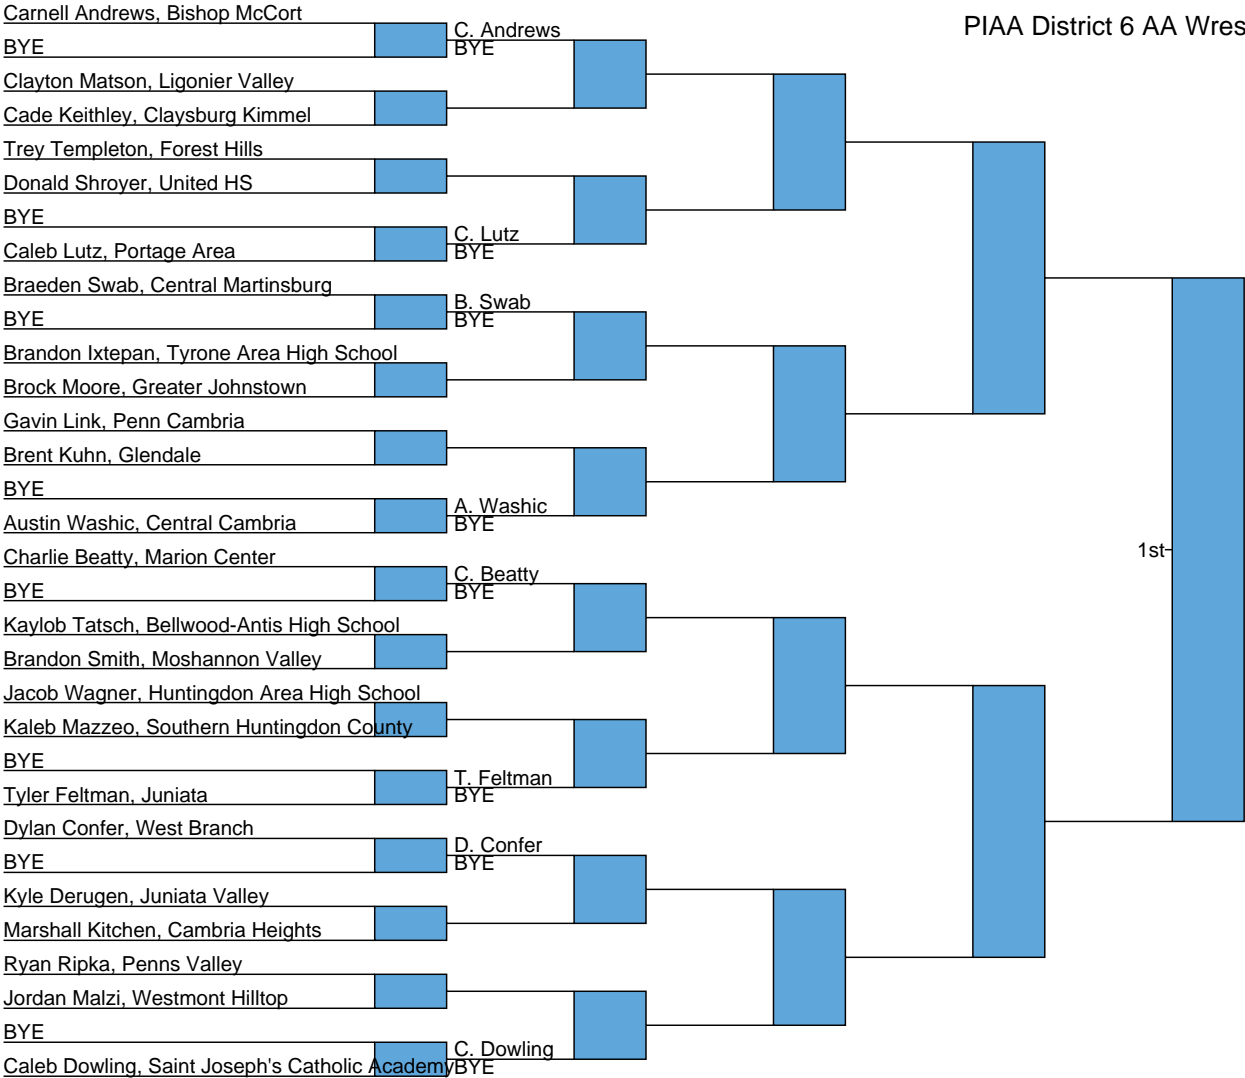 Carnell Andrews, Bishop McCort
PIAA District 6 AA Wres
C. Andrews
BYE
BYE
Clayton Matson, Ligonier Valley
Cade Keithley, Claysburg Kimmel
Trey Templeton, Forest Hills
Donald Shroyer, United HS
BYE
C. Lutz
Caleb Lutz, Portage Area
BYE
Braeden Swab, Central Martinsburg
B. Swab
BYE
BYE
Brandon Ixtepan, Tyrone Area High School
Brock Moore, Greater Johnstown
Gavin Link, Penn Cambria
Brent Kuhn, Glendale
BYE
A. Washic
Austin Washic, Central Cambria
BYE
1st
Charlie Beatty, Marion Center
C. Beatty
BYE
BYE
Kaylob Tatsch, Bellwood-Antis High School
Brandon Smith, Moshannon Valley
Jacob Wagner, Huntingdon Area High School
Kaleb Mazzeo, Southern Huntingdon County
BYE
T. Feltman
Tyler Feltman, Juniata
BYE
Dylan Confer, West Branch
D. Confer
BYE
BYE
Kyle Derugen, Juniata Valley
Marshall Kitchen, Cambria Heights
Ryan Ripka, Penns Valley
Jordan Malzi, Westmont Hilltop
BYE
C. Dowling
Caleb Dowling, Saint Joseph's Catholic Academy
BYE